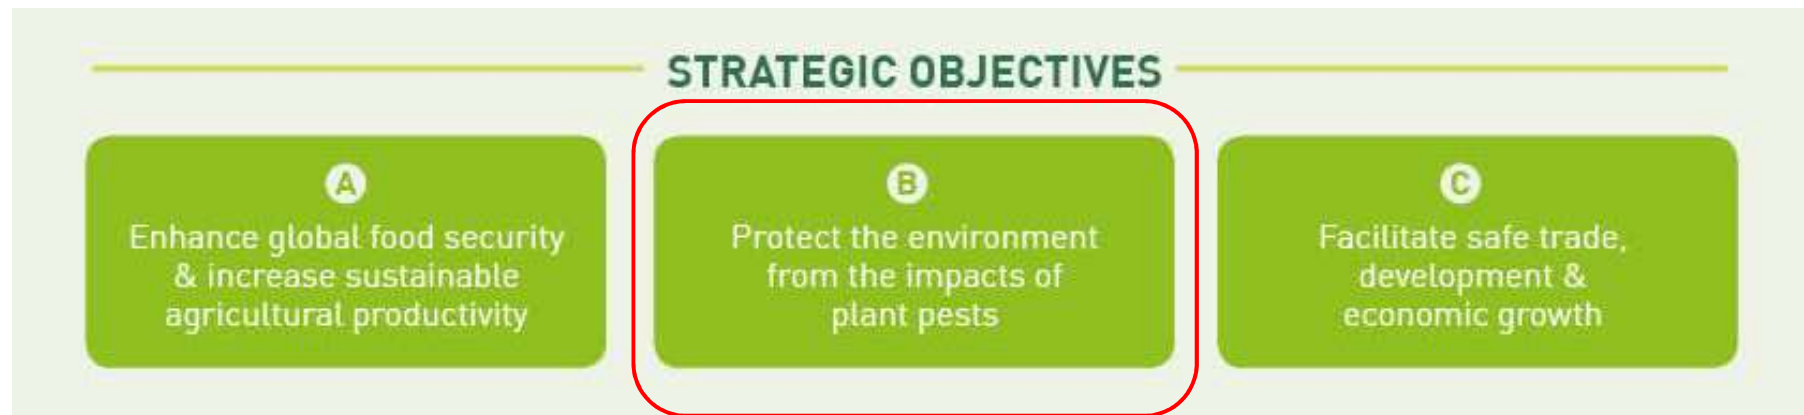 STRATEGIC OBJECTIVES
A
Enhance global food security
& increase sustainable
agricultural productivity
B
Protect the environment
from the impacts of
plant pests
C
Facilitate safe trade,
development &
economic growth